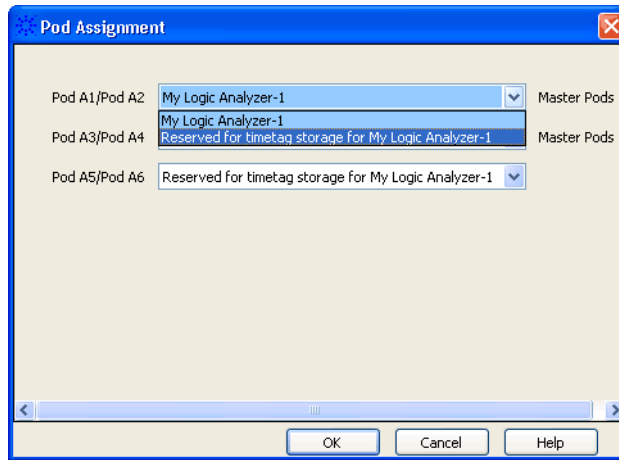 Pod Assignment
Pod A1/Pod A2 My Logic Analyzer-1 Master Pods
My Logic Analyzer-1
Pod A3/Pod A4 Reserved for timetag storage for My Logic Analyzer-1 Master Pods
Pod A5/Pod A6 Reserved for timetag storage for My Logic Analyzer-1
OK Cancel Help